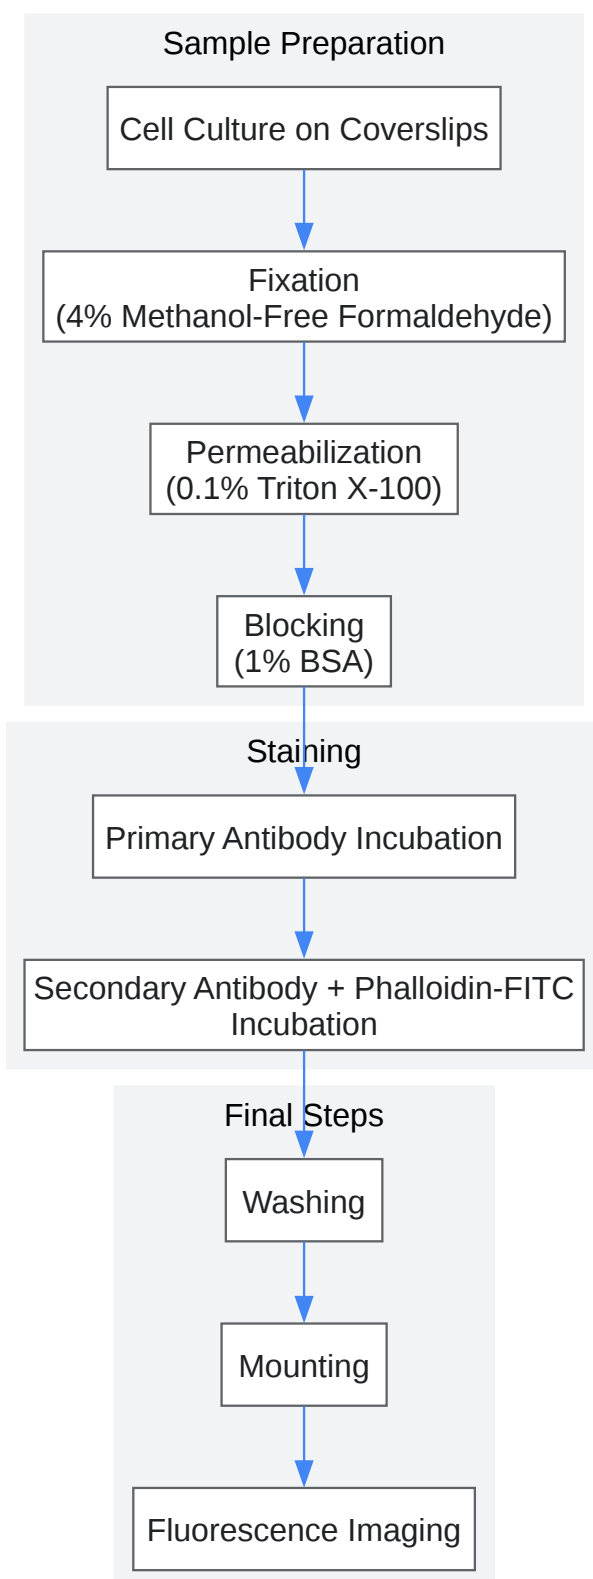 Sample Preparation
Cell Culture on Coverslips
Fixation
(4% Methanol-Free Formaldehyde)
Permeabilization
(0.1% Triton X-100)
Blocking
(1% BSA)
Staining
Primary Antibody Incubation
Secondary Antibody + Phalloidin-FITC
Incubation
Final Steps
Washing
Mounting
Fluorescence Imaging